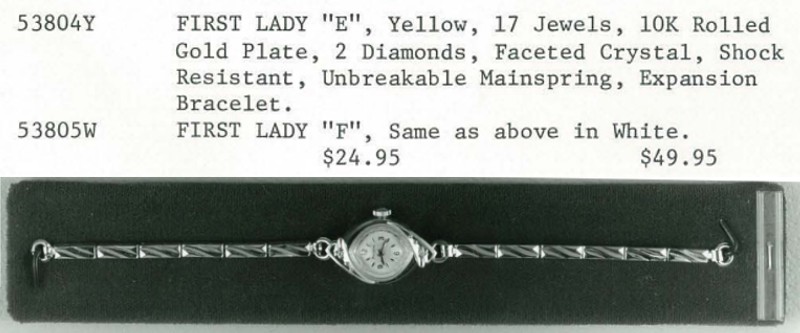 53804Y FIRST LADY "E", Yellow, 17 Jewels, 10K Rolled
Gold Plate, 2 Diamonds, Faceted Crystal, Shock
Resistant, Unbreakable Mainspring, Expansion
Bracelet.
53805W FIRST LADY "F", Same as above in White.
$24.95 $49.95